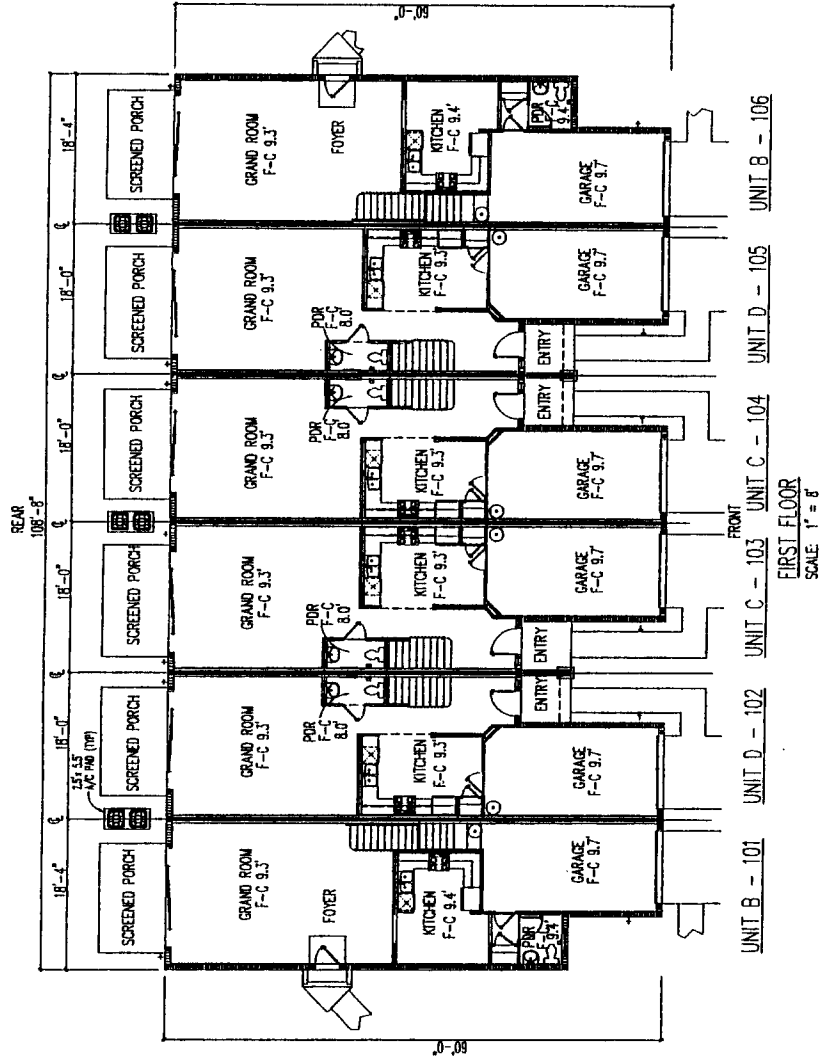 REAR
108'-8"
18'-4"
18'-0"
18'-0"
18'-0"
18'-0"
18'-4"
60'-0"
60'-0"
2.5' x 5.5'
A/C PAD (TYP)
SCREENED PORCH
SCREENED PORCH
SCREENED PORCH
SCREENED PORCH
SCREENED PORCH
SCREENED PORCH
GRAND ROOM
F-C 9.3'
GRAND ROOM
F-C 9.3'
GRAND ROOM
F-C 9.3'
GRAND ROOM
F-C 9.3'
GRAND ROOM
F-C 9.3'
GRAND ROOM
F-C 9.3'
FOYER
PDR
F-C
8.0'
PDR
F-C
8.0'
PDR
F-C
8.0'
PDR
F-C
8.0'
FOYER
KITCHEN
F-C 9.4'
KITCHEN
F-C 9.3'
KITCHEN
F-C 9.3'
KITCHEN
F-C 9.3'
KITCHEN
F-C 9.3'
KITCHEN
F-C 9.4'
PDR
F-C
9.4'
PDR
F-C
9.4'
GARAGE
F-C 9.7'
GARAGE
F-C 9.7'
GARAGE
F-C 9.7'
GARAGE
F-C 9.7'
GARAGE
F-C 9.7'
GARAGE
F-C 9.7'
ENTRY
ENTRY
ENTRY
ENTRY
FRONT
UNIT B - 101
UNIT D - 102
UNIT C - 103
UNIT C - 104
UNIT D - 105
UNIT B - 106
FIRST FLOOR
SCALE: 1" = 8'